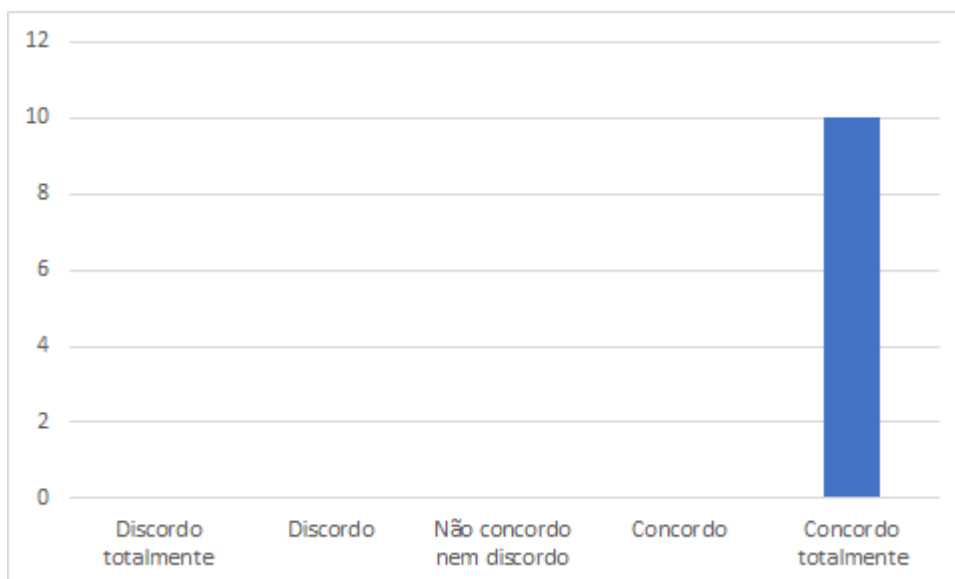 12
10
8
6
4
2
0
Discordo
totalmente
Discordo
Não concordo
nem discordo
Concordo
Concordo
totalmente